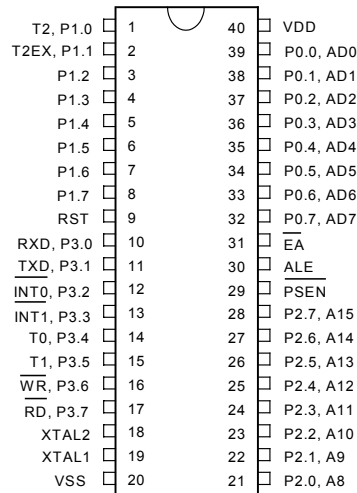 T2, P1.0 1 40 VDD
T2EX, P1.1 2 39 P0.0, AD0
P1.2 3 38 P0.1, AD1
P1.3 4 37 P0.2, AD2
P1.4 5 36 P0.3, AD3
P1.5 6 35 P0.4, AD4
P1.6 7 34 P0.5, AD5
P1.7 8 33 P0.6, AD6
RST 9 32 P0.7, AD7
RXD, P3.0 10 31 E̅A̅
TXD, P3.1 11 30 ALE
I̅N̅T̅0̅, P3.2 12 29 P̅S̅E̅N̅
I̅N̅T̅1̅, P3.3 13 28 P2.7, A15
T0, P3.4 14 27 P2.6, A14
T1, P3.5 15 26 P2.5, A13
W̅R̅, P3.6 16 25 P2.4, A12
R̅D̅, P3.7 17 24 P2.3, A11
XTAL2 18 23 P2.2, A10
XTAL1 19 22 P2.1, A9
VSS 20 21 P2.0, A8